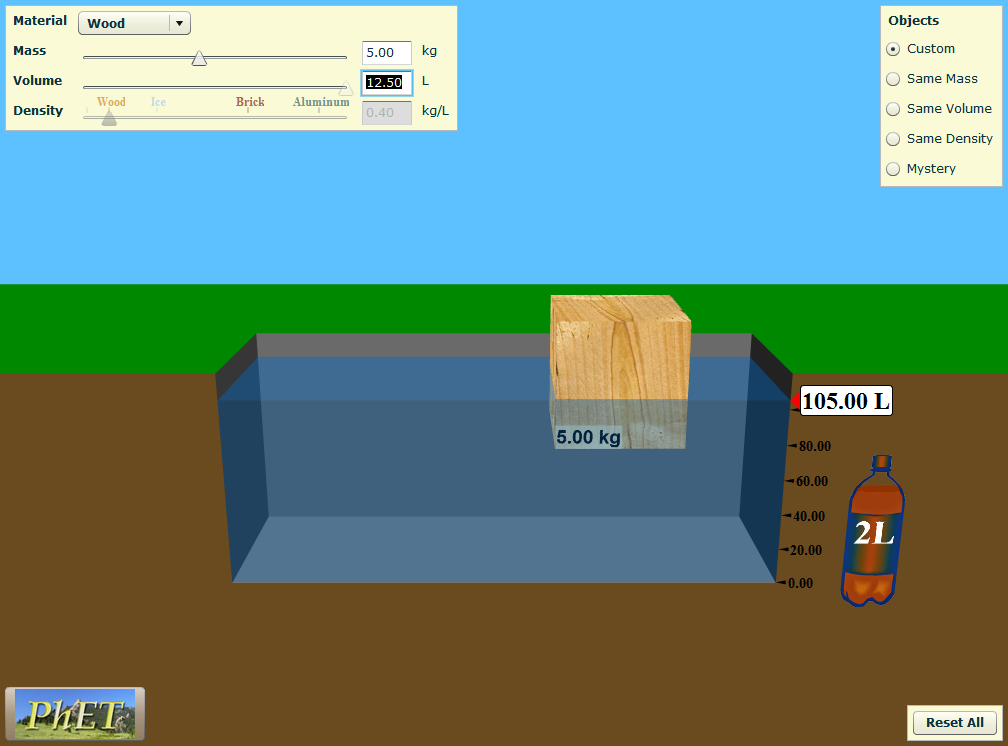 Material Wood
Mass 5.00 kg
Volume 12.50 L
Wood Ice Brick Aluminum
Density 0.40 kg/L
Objects
Custom
Same Mass
Same Volume
Same Density
Mystery
5.00 kg
105.00 L
80.00
60.00
40.00
20.00
0.00
2L
PhET
Reset All